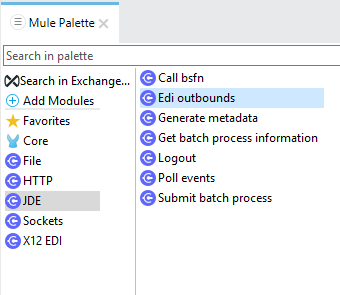 Mule Palette
Search in palette
Search in Exchange...
Add Modules
Favorites
Core
File
HTTP
JDE
Sockets
X12 EDI
Call bsfn
Edi outbounds
Generate metadata
Get batch process information
Logout
Poll events
Submit batch process